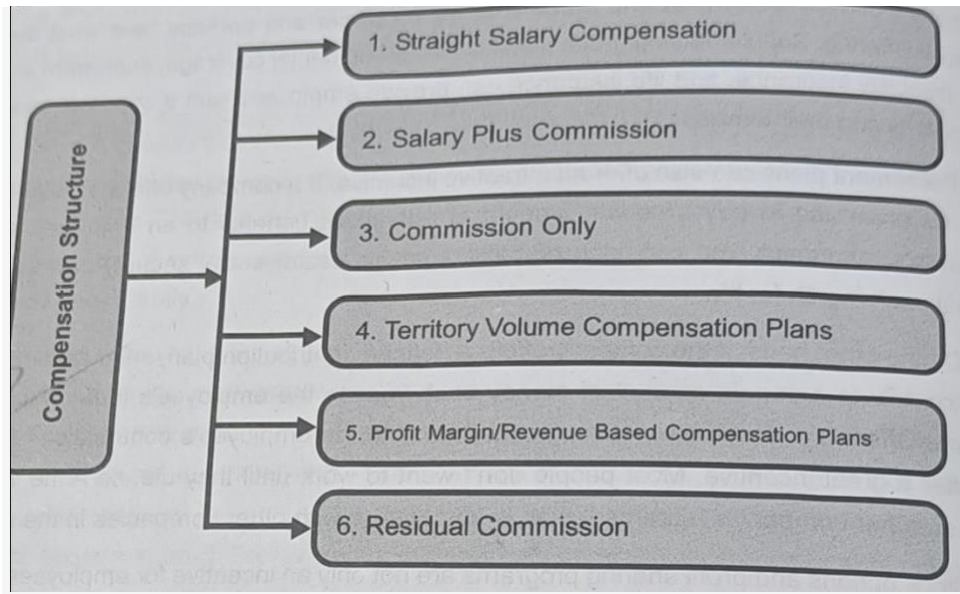 Compensation Structure
1. Straight Salary Compensation
2. Salary Plus Commission
3. Commission Only
4. Territory Volume Compensation Plans
5. Profit Margin/Revenue Based Compensation Plans
6. Residual Commission